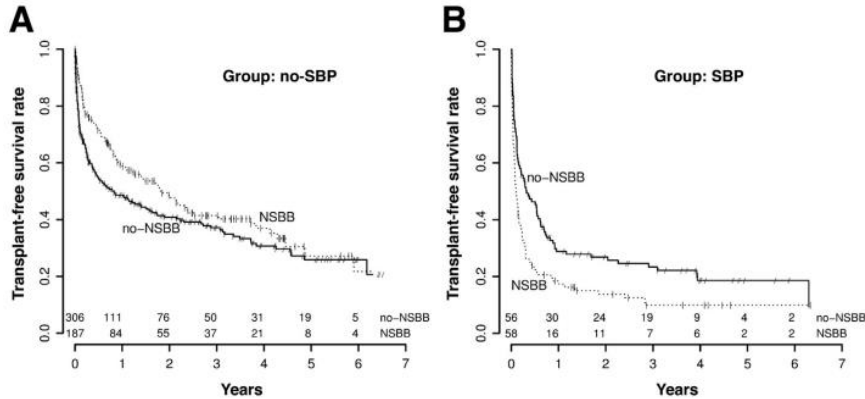 A
Group: no-SBP
Transplant-free survival rate
0.0 0.2 0.4 0.6 0.8 1.0
NSBB
no-NSBB
306 111 76 50 31 19 5 no-NSBB
187 84 55 37 21 8 4 NSBB
0 1 2 3 4 5 6 7
Years
B
Group: SBP
Transplant-free survival rate
0.0 0.2 0.4 0.6 0.8 1.0
no-NSBB
NSBB
56 30 24 19 9 4 2 no-NSBB
58 16 11 7 6 2 2 NSBB
0 1 2 3 4 5 6 7
Years